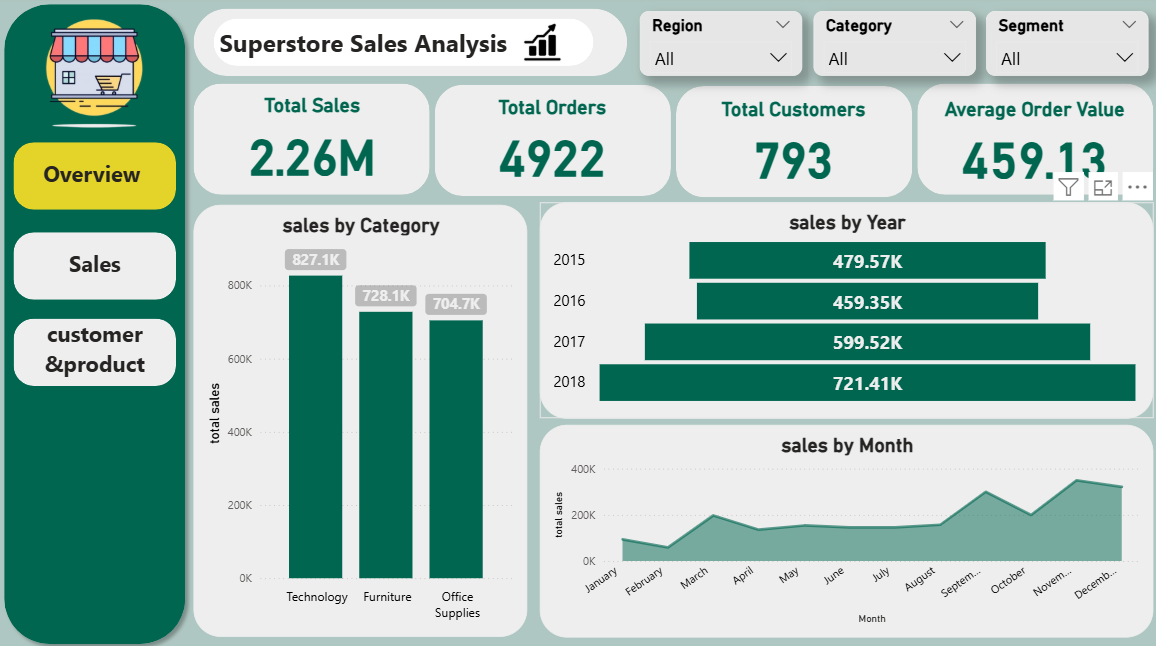 Superstore Sales Analysis
Region
All
Category
All
Segment
All
Overview
Sales
customer
&product
Total Sales
2.26M
Total Orders
4922
Total Customers
793
Average Order Value
459.13
sales by Category
827.1K
728.1K
704.7K
800K
600K
400K
200K
0K
total sales
Technology
Furniture
Office
Supplies
sales by Year
2015
479.57K
2016
459.35K
2017
599.52K
2018
721.41K
sales by Month
400K
200K
0K
total sales
January
February
March
April
May
June
July
August
Septem...
October
Novem...
Decemb...
Month